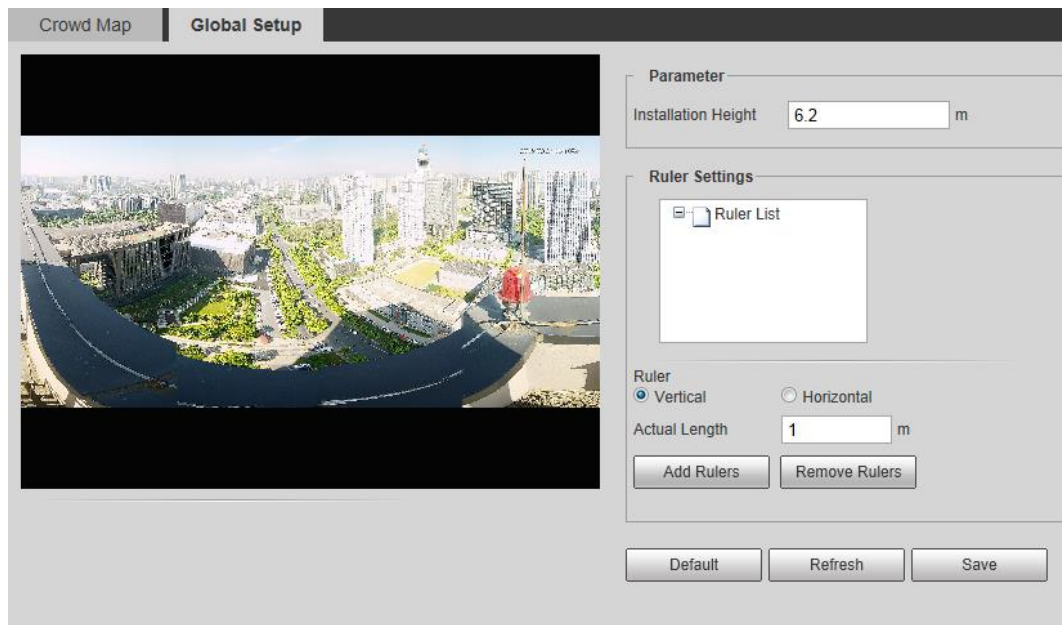 Crowd Map
Global Setup
Parameter
Installation Height 6.2 m
Ruler Settings
Ruler List
Ruler
Vertical Horizontal
Actual Length 1 m
Add Rulers Remove Rulers
Default Refresh Save